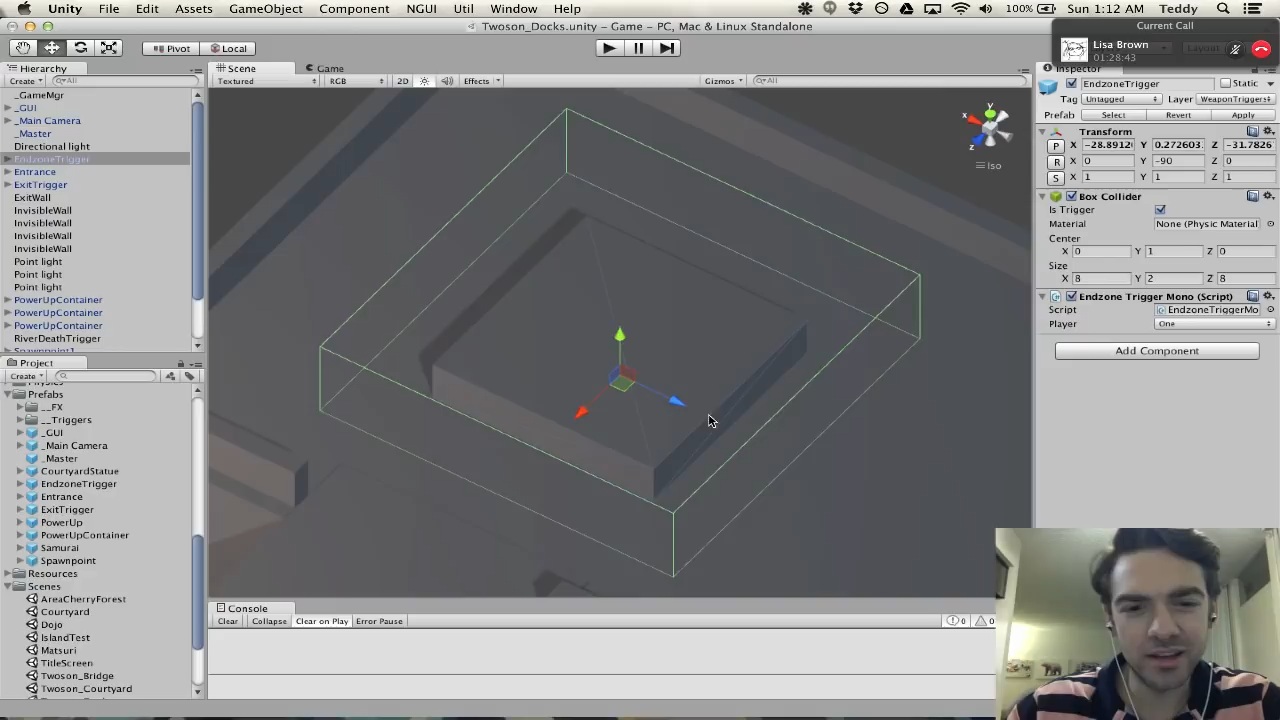 Unity File Edit Assets GameObject Component NGUI Util Window Help 100% Sun 1:12 AM Teddy
Twoson_Docks.unity - Game - PC, Mac & Linux Standalone
Current Call
Lisa Brown
01:28:43
Pivot Local
Layout
Hierarchy
Create All
_GameMgr
_GUI
_Main Camera
_Master
Directional light
EndzoneTrigger
Entrance
ExitTrigger
ExitWall
InvisibleWall
InvisibleWall
InvisibleWall
InvisibleWall
Point light
Point light
Point light
PowerUpContainer
PowerUpContainer
PowerUpContainer
RiverDeathTrigger
Spawnpoint1
Project
Create
Physics
Prefabs
__FX
__Triggers
_GUI
_Main Camera
_Master
CourtyardStatue
EndzoneTrigger
Entrance
ExitTrigger
PowerUp
PowerUpContainer
Samurai
Spawnpoint
Resources
Scenes
AreaCherryForest
Courtyard
Dojo
IslandTest
Matsuri
TitleScreen
Twoson_Bridge
Twoson_Courtyard
Scene Game
Textured RGB 2D Effects Gizmos All
y
x
z
Iso
Console
Clear Collapse Clear on Play Error Pause 0 0
Inspector
EndzoneTrigger Static
Tag Untagged Layer WeaponTriggers
Prefab Select Revert Apply
Transform
P X -28.8912 Y 0.272603 Z -31.7826
R X 0 Y -90 Z 0
S X 1 Y 1 Z 1
Box Collider
Is Trigger
Material None (Physic Material
Center
X 0 Y 1 Z 0
Size
X 8 Y 2 Z 8
Endzone Trigger Mono (Script)
Script EndzoneTriggerMo
Player One
Add Component